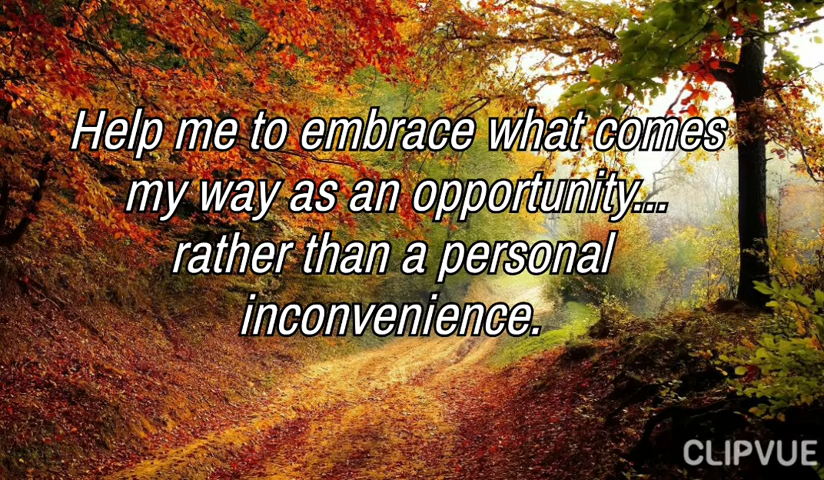 Help me to embrace what comes
my way as an opportunity...
rather than a personal
inconvenience.
CLIPVUE